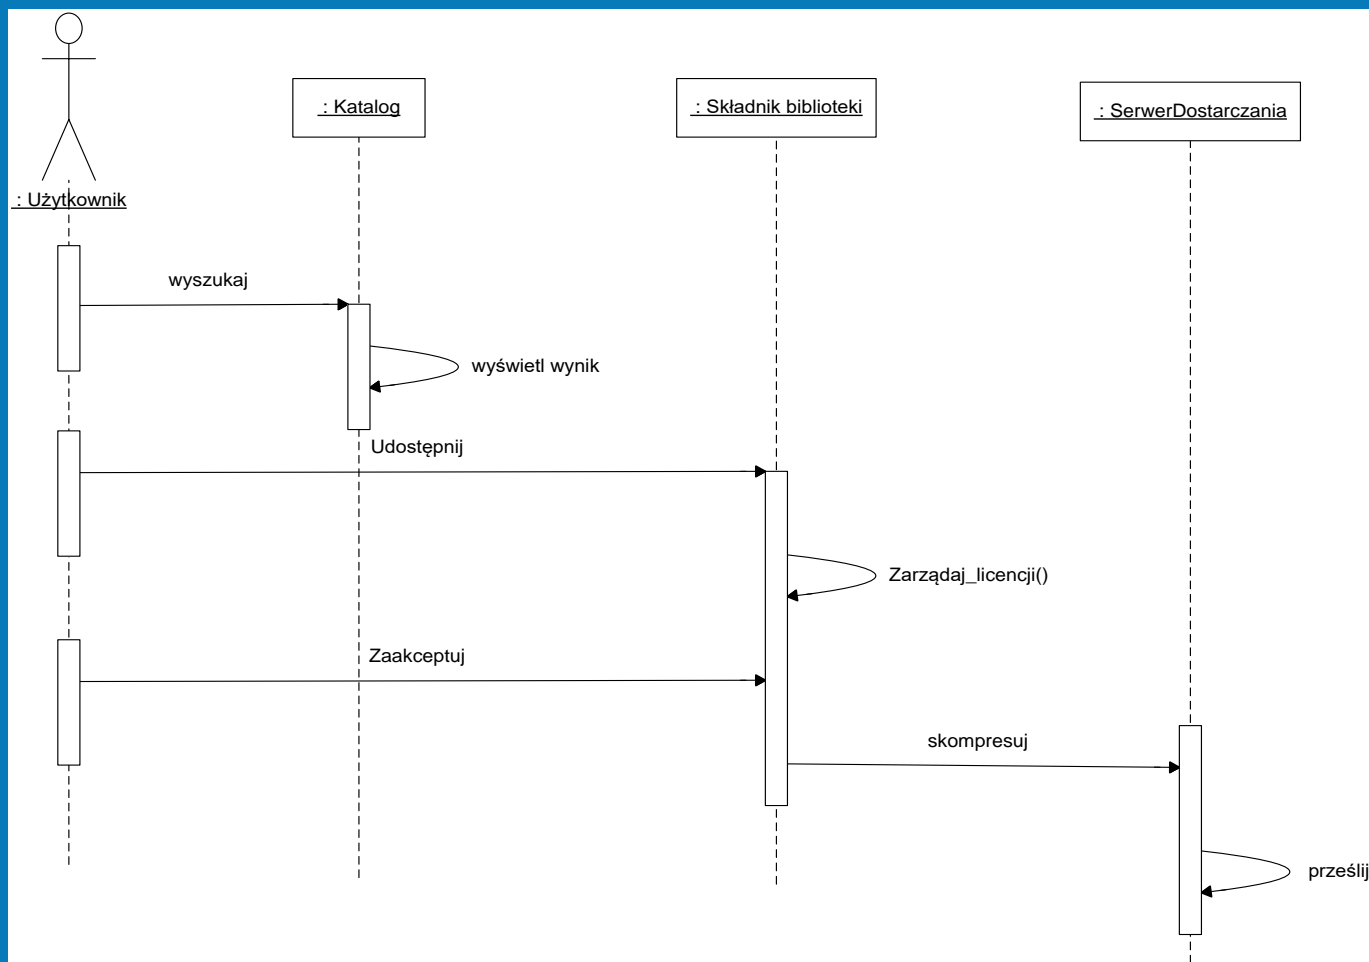 : Katalog
: Składnik biblioteki
: SerwerDostarczania
: Użytkownik
wyszukaj
wyświetl wynik
Udostępnij
Zarządaj_licencji()
Zaakceptuj
skompresuj
prześlij